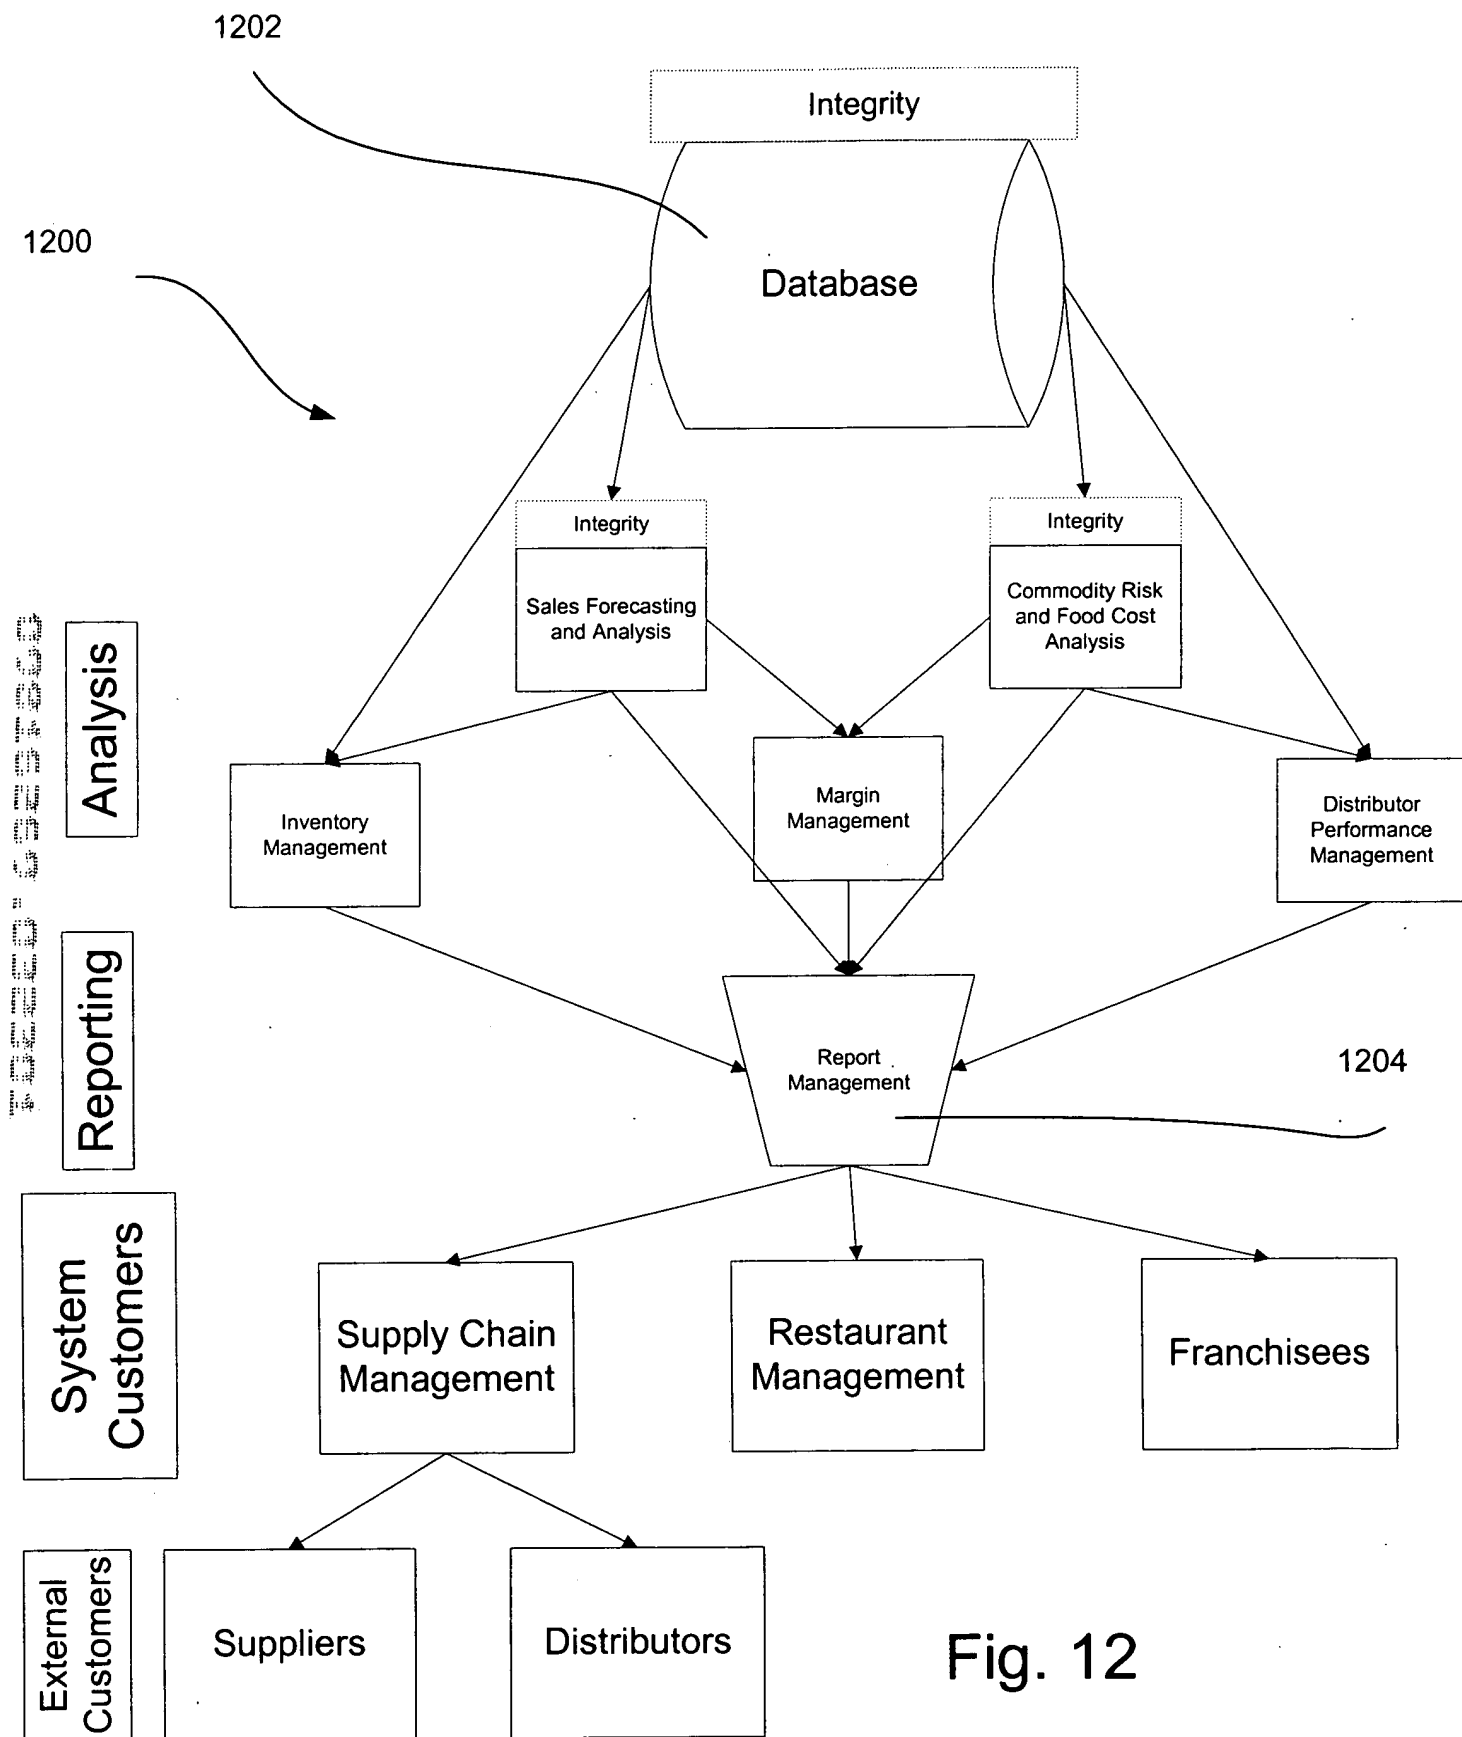 1202
Integrity
1200
Database
Integrity
Integrity
Sales Forecasting
and Analysis
Commodity Risk
and Food Cost
Analysis
Analysis
Inventory
Management
Margin
Management
Distributor
Performance
Management
Reporting
Report
Management
1204
System
Customers
Supply Chain
Management
Restaurant
Management
Franchisees
External
Customers
Suppliers
Distributors
Fig. 12